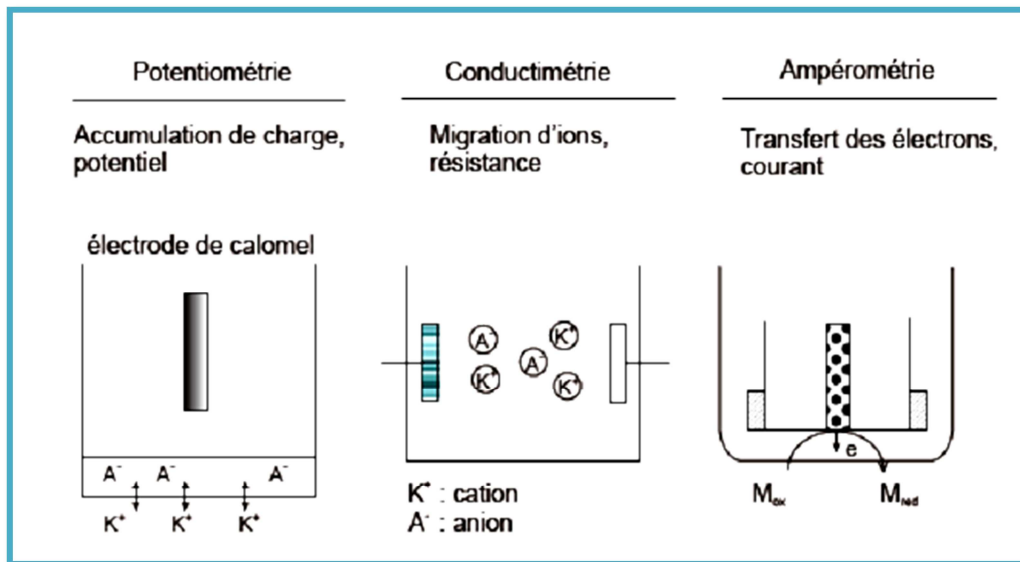 Potentiométrie
Accumulation de charge,
potentiel
électrode de calomel
A⁻ A⁻ A⁻
K⁺ K⁺ K⁺
Conductimétrie
Migration d'ions,
résistance
A⁻ K⁺
A⁻
K⁺ K⁺
K⁺ : cation
A⁻ : anion
Ampérométrie
Transfert des électrons,
courant
e
Mox Mred